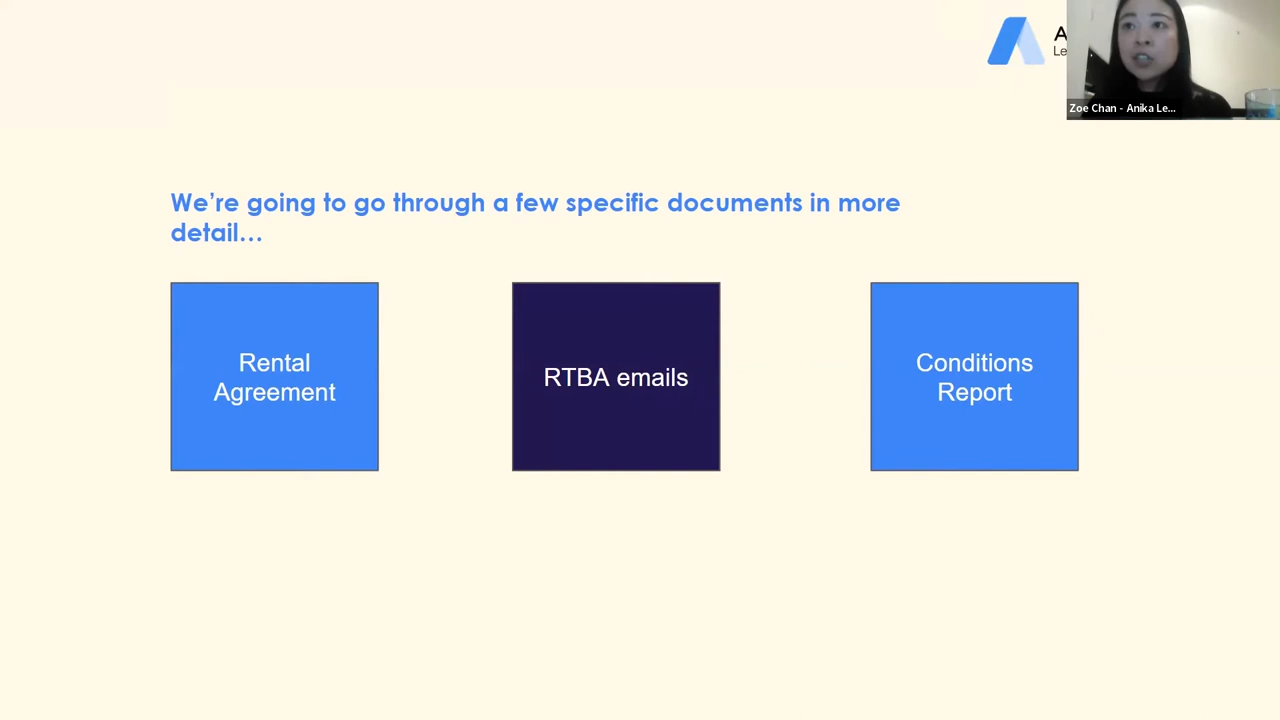 A
Le
Zoe Chan - Anika Le...
We're going to go through a few specific documents in more
detail...
Rental
Agreement
RTBA emails
Conditions
Report